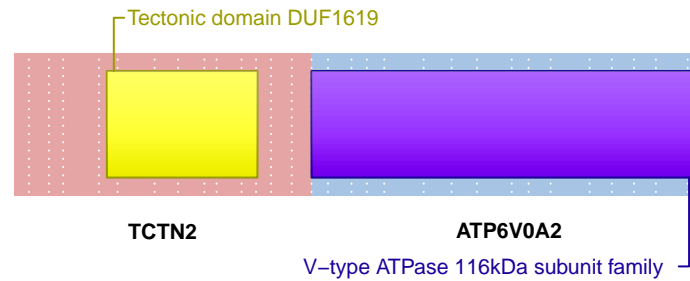 Tectonic domain DUF1619
TCTN2
ATP6V0A2
V−type ATPase 116kDa subunit family